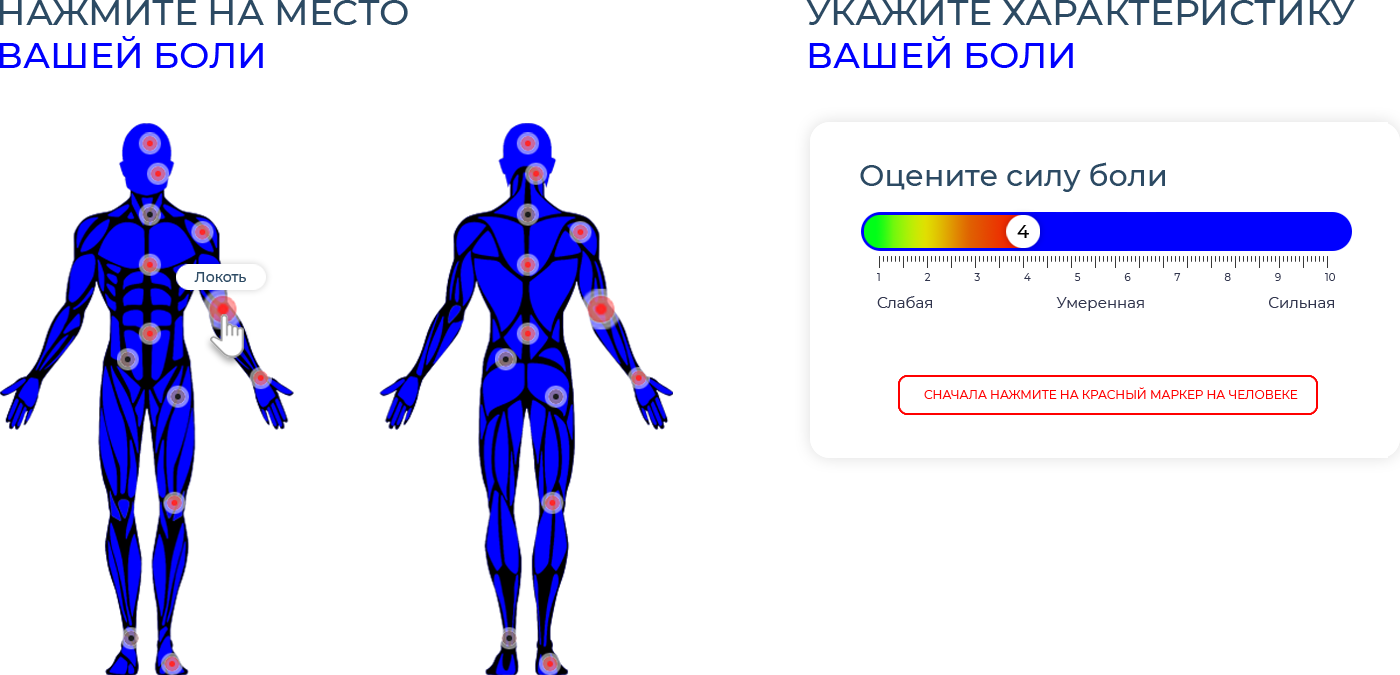 НАЖМИТЕ НА МЕСТО
ВАШЕЙ БОЛИ
Локоть
УКАЖИТЕ ХАРАКТЕРИСТИКУ
ВАШЕЙ БОЛИ
Оцените силу боли
4
1 2 3 4 5 6 7 8 9 10
Слабая Умеренная Сильная
СНАЧАЛА НАЖМИТЕ НА КРАСНЫЙ МАРКЕР НА ЧЕЛОВЕКЕ